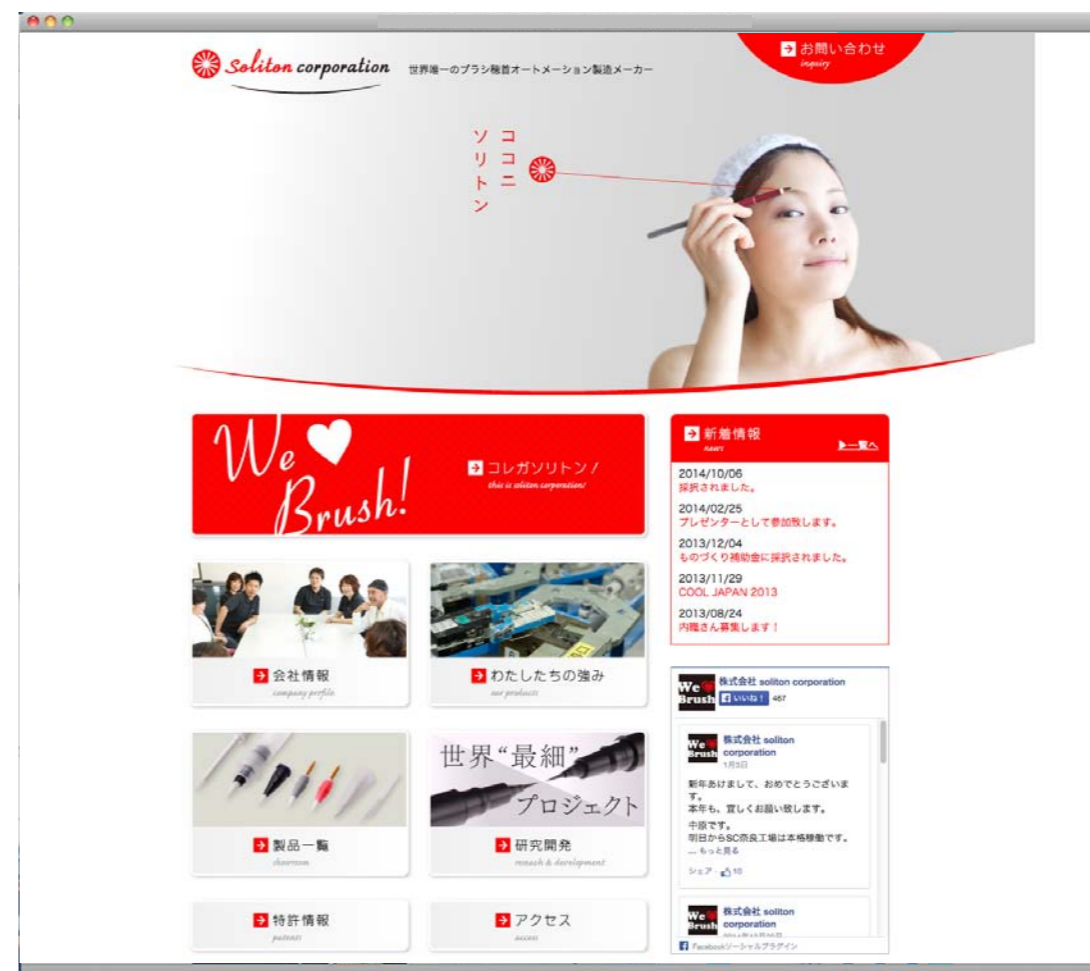 お問い合わせ
inquiry
Soliton corporation
世界唯一のブラシ機首オートメーション製造メーカー
ココニ
ソリトン
We
Brush!
コレガソリトン!
this is soliton corporation!
新着情報
news
▶一覧へ
2014/10/06
採択されました。
2014/02/25
プレゼンターとして参加致します。
2013/12/04
ものづくり補助金に採択されました。
2013/11/29
COOL JAPAN 2013
2013/08/24
内職さん募集します!
会社情報
company profile
わたしたちの強み
our products
世界“最細”
プロジェクト
製品一覧
showroom
研究開発
reseach & development
特許情報
patents
アクセス
access
We
Brush
株式会社 soliton corporation
いいね! 467
We
Brush
株式会社 soliton
corporation
1月3日
新年あけまして、おめでとうございま
す。
本年も、宜しくお願い致します。
中原です。
明日からSC奈良工場は本格稼働です。
... もっと見る
シェア · 10
We
Brush
株式会社 soliton
corporation
Facebookソーシャルプラグイン